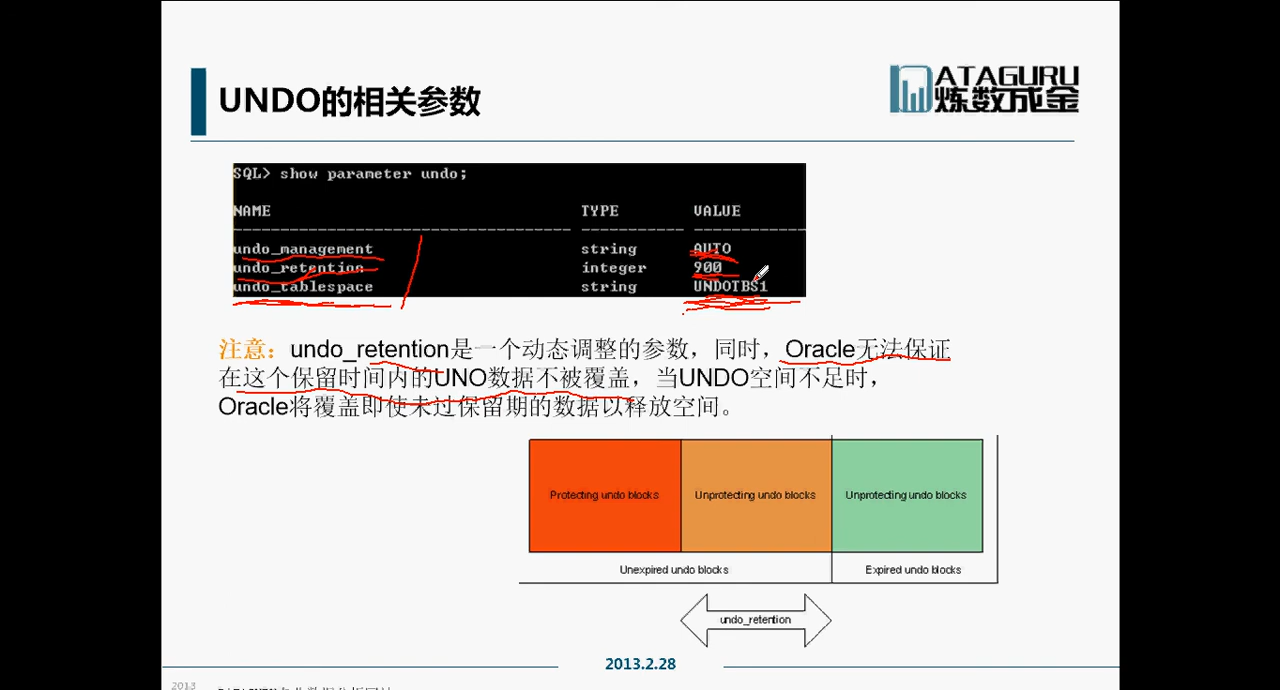 UNDO的相关参数
ATAGURU
炼数成金
SQL> show parameter undo;
NAME TYPE VALUE
undo_management string AUTO
undo_retention integer 900
undo_tablespace string UNDOTBS1
注意：undo_retention是一个动态调整的参数，同时，Oracle无法保证
在这个保留时间内的UNO数据不被覆盖，当UNDO空间不足时，
Oracle将覆盖即使未过保留期的数据以释放空间。
Protecting undo blocks Unprotecting undo blocks Unprotecting undo blocks
Unexpired undo blocks Expired undo blocks
undo_retention
2013.2.28
2013